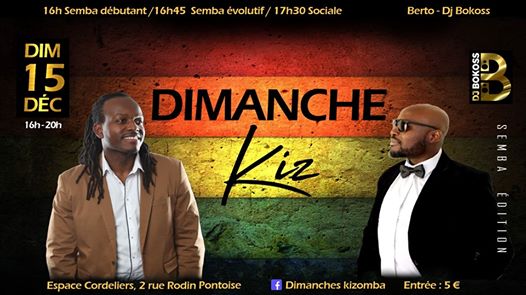 16h Semba débutant /16h45 Semba évolutif / 17h30 Sociale
Berto - Dj Bokoss
DIM
15
DÉC
16h-20h
DJ BOKOSS
B
DIMANCHE
Kiz
SEMBA ÉDITION
Espace Cordeliers, 2 rue Rodin Pontoise
f Dimanches kizomba
Entrée : 5 €